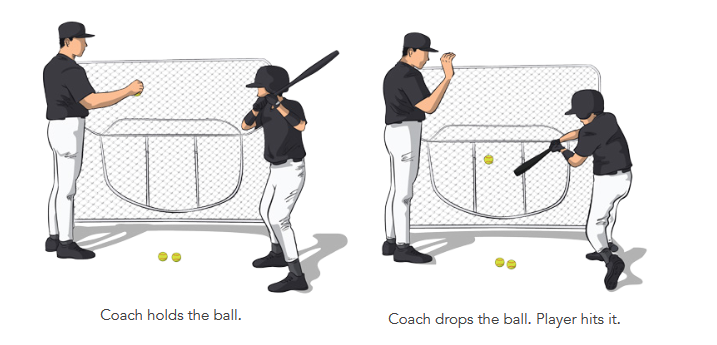 Coach holds the ball.
Coach drops the ball. Player hits it.